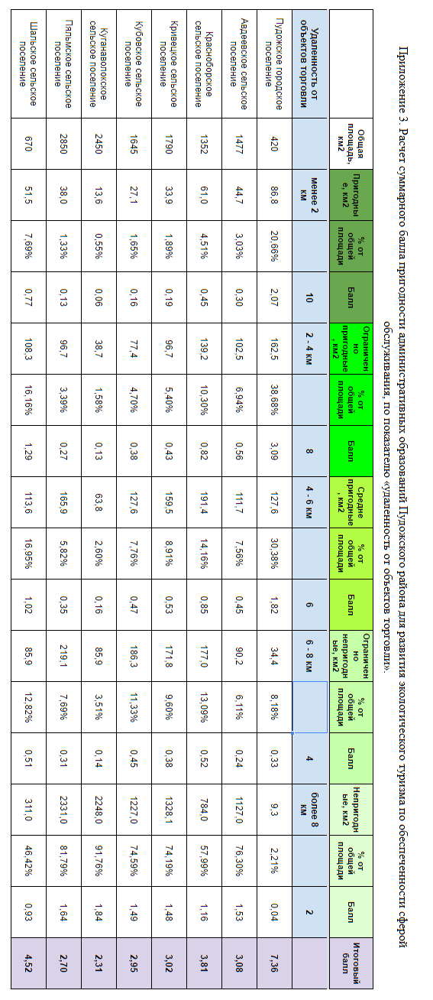 Приложение 3. Расчет суммарного балла пригодности административных образований Пудожского района для развития экологического туризма по обеспеченности сферой
обслуживания, по показателю «удаленность от объектов торговли».
Общая площадь, км2 | Пригодны е, км2 | % от общей площади | Балл | Ограничен но пригодные , км2 | % от общей площади | Балл | Средне пригодные , км2 | % от общей площади | Балл | Ограничен но непригодн ые, км2 | % от общей площади | Балл | Непригодн ые, км2 | % от общей площади | Балл | Итоговый балл
Удаленность от объектов торговли | менее 2 км | 10 | 2 - 4 км | 8 | 4 - 6 км | 6 | 6 - 8 км | 4 | более 8 км | 2
Пудожское городское поселение | 420 | 86,8 | 20,66% | 2,07 | 162,5 | 38,68% | 3,09 | 127,6 | 30,38% | 1,82 | 34,4 | 8,18% | 0,33 | 9,3 | 2,21% | 0,04 | 7,36
Авдеевское сельское поселение | 1477 | 44,7 | 3,03% | 0,30 | 102,5 | 6,94% | 0,56 | 111,7 | 7,56% | 0,45 | 90,2 | 6,11% | 0,24 | 1127,0 | 76,30% | 1,53 | 3,08
Красноборское сельское поселение | 1352 | 61,0 | 4,51% | 0,45 | 139,2 | 10,30% | 0,82 | 191,4 | 14,16% | 0,85 | 177,0 | 13,09% | 0,52 | 784,0 | 57,99% | 1,16 | 3,81
Кривецкое сельское поселение | 1790 | 33,9 | 1,89% | 0,19 | 96,7 | 5,40% | 0,43 | 159,5 | 8,91% | 0,53 | 171,8 | 9,60% | 0,38 | 1328,1 | 74,19% | 1,48 | 3,02
Кубовское сельское поселение | 1645 | 27,1 | 1,65% | 0,16 | 77,4 | 4,70% | 0,38 | 127,6 | 7,76% | 0,47 | 186,3 | 11,33% | 0,45 | 1227,0 | 74,59% | 1,49 | 2,95
Куганаволокское сельское поселение | 2450 | 13,6 | 0,55% | 0,06 | 38,7 | 1,58% | 0,13 | 63,8 | 2,60% | 0,16 | 85,9 | 3,51% | 0,14 | 2248,0 | 91,76% | 1,84 | 2,31
Пяльмское сельское поселение | 2850 | 38,0 | 1,33% | 0,13 | 96,7 | 3,39% | 0,27 | 165,9 | 5,82% | 0,35 | 219,1 | 7,69% | 0,31 | 2331,0 | 81,79% | 1,64 | 2,70
Шальское сельское поселение | 670 | 51,5 | 7,69% | 0,77 | 108,3 | 16,16% | 1,29 | 113,6 | 16,95% | 1,02 | 85,9 | 12,82% | 0,51 | 311,0 | 46,42% | 0,93 | 4,52